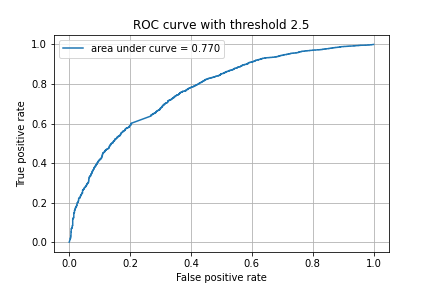 ROC curve with threshold 2.5
area under curve = 0.770
True positive rate
1.0
0.8
0.6
0.4
0.2
0.0
0.0 0.2 0.4 0.6 0.8 1.0
False positive rate